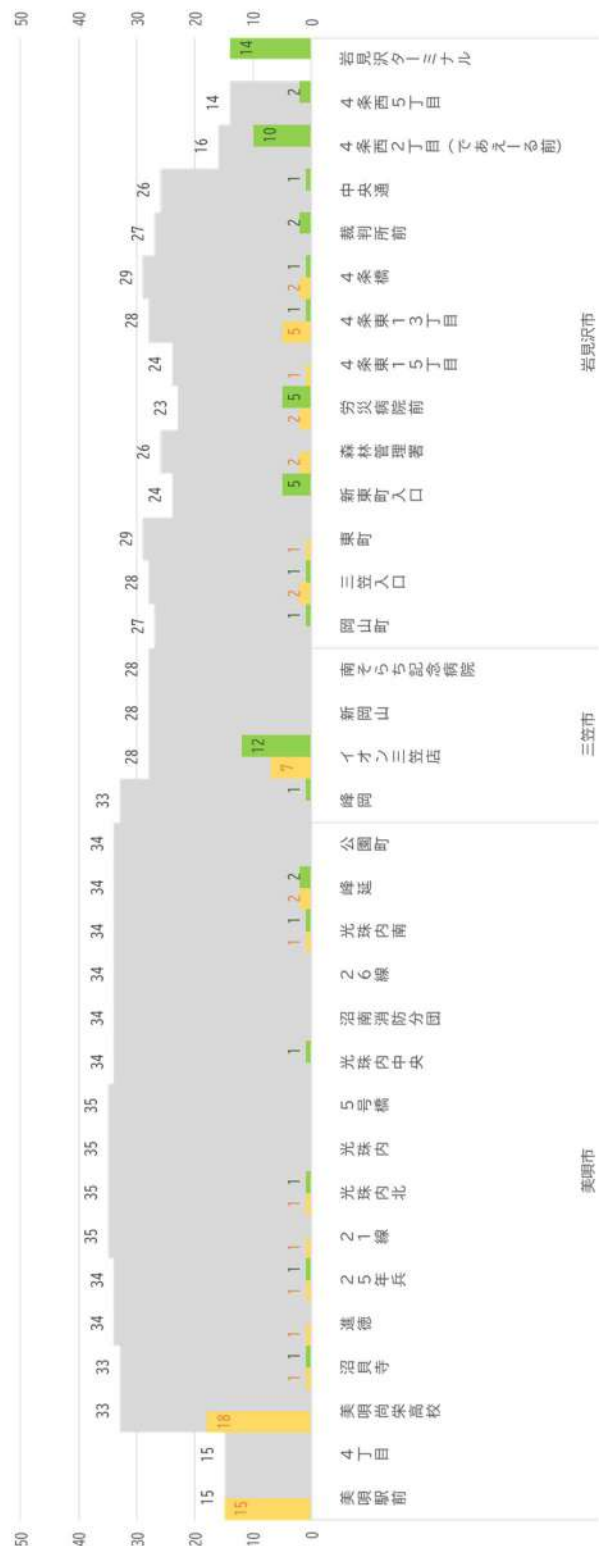 50
40
30
20
10
0
15 15 33 33 34 34 35 35 35 35 34 34 34 34 34 34 33 28 28 28 27 28 29 24 26 23 24 28 29 27 26 16 14
15 18 1 1 1 1 1 1 2 7 2 1 2 2 1 5 2
1 1 1 1 1 2 1 12 1 1 5 5 1 1 2 1 10 2 14
50
40
30
20
10
0
美唄駅前
４丁目
美唄尚栄高校
沼貝寺
進徳
２５年兵
２１線
光珠内北
光珠内
５号橋
光珠内中央
沼南消防分団
２６線
光珠内南
峰延
公園町
峰岡
イオン三笠店
新岡山
南そらち記念病院
岡山町
三笠入口
東町
新東町入口
森林管理署
労災病院前
４条東１５丁目
４条東１３丁目
４条橋
裁判所前
中央通
４条西２丁目（であえーる前）
４条西５丁目
岩見沢ターミナル
美唄市
三笠市
岩見沢市